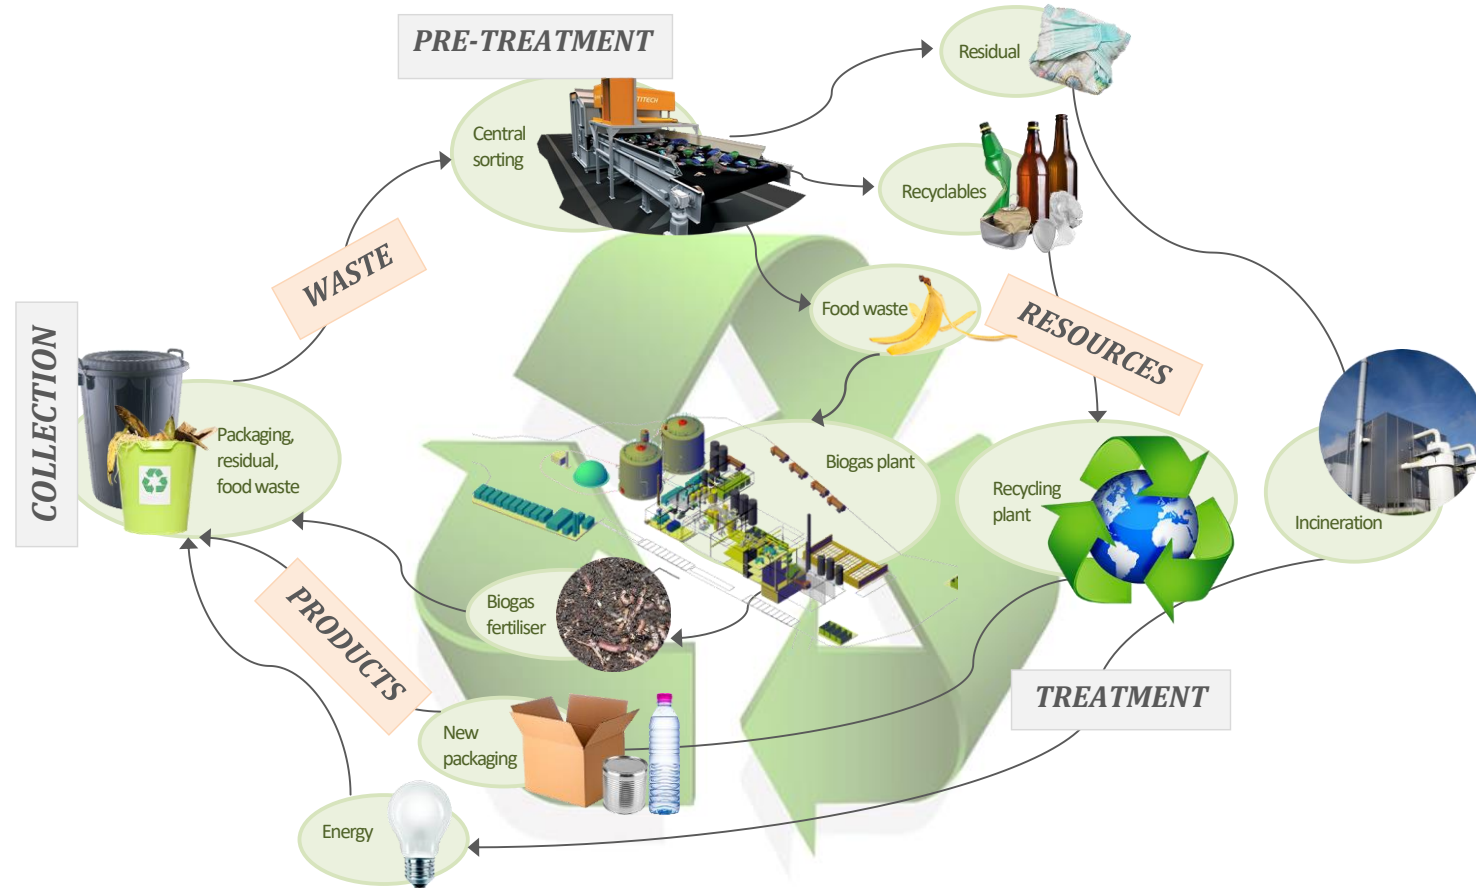 PRE-TREATMENT
Residual
TITECH
Central
sorting
Recyclables
WASTE
Food waste
RESOURCES
COLLECTION
Packaging,
residual,
food waste
Biogas plant
Recycling
plant
Incineration
PRODUCTS
Biogas
fertiliser
TREATMENT
New
packaging
Energy